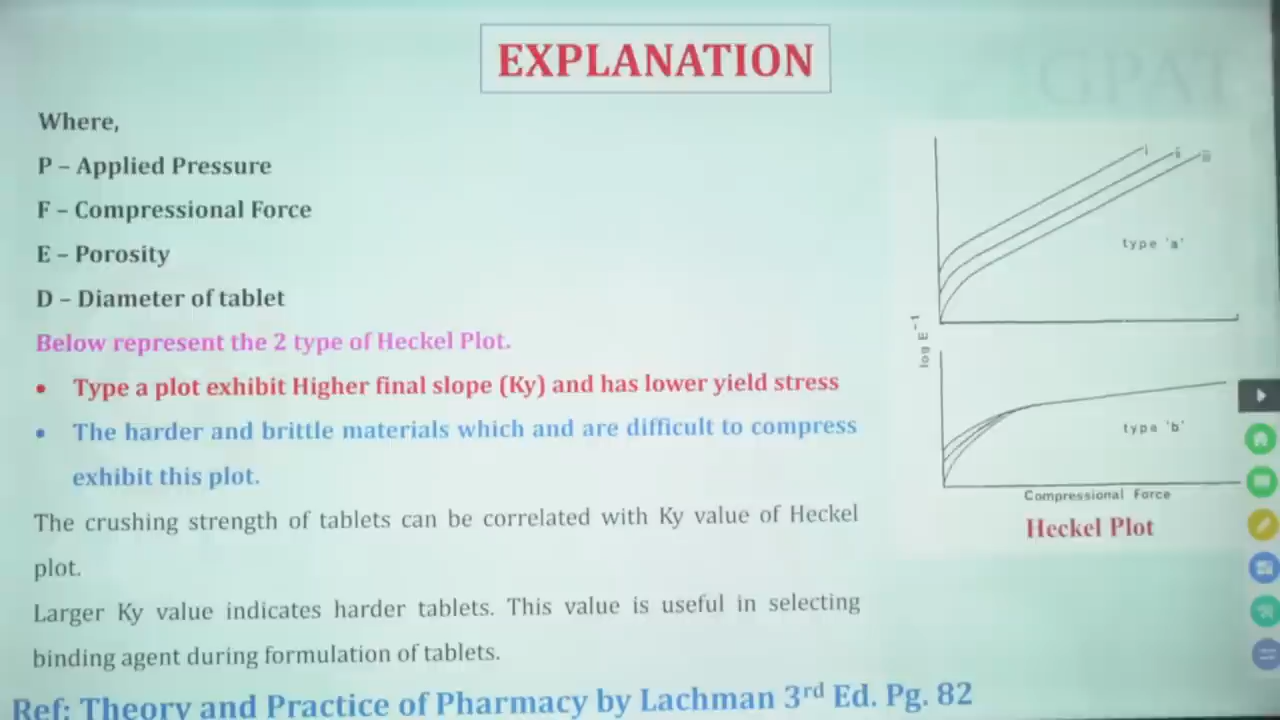 EXPLANATION
GPAT
Where,
P – Applied Pressure
F – Compressional Force
E – Porosity
D – Diameter of tablet
Below represent the 2 type of Heckel Plot.
• Type a plot exhibit Higher final slope (Ky) and has lower yield stress
• The harder and brittle materials which and are difficult to compress
exhibit this plot.
The crushing strength of tablets can be correlated with Ky value of Heckel
plot.
Larger Ky value indicates harder tablets. This value is useful in selecting
binding agent during formulation of tablets.
Ref: Theory and Practice of Pharmacy by Lachman 3rd Ed. Pg. 82
i ii iii
type 'a'
log E⁻¹
type 'b'
Compressional Force
Heckel Plot